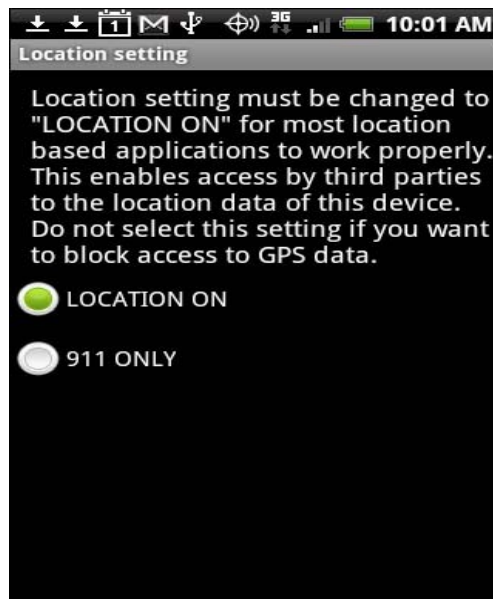 1 3G 10:01 AM
Location setting
Location setting must be changed to
"LOCATION ON" for most location
based applications to work properly.
This enables access by third parties
to the location data of this device.
Do not select this setting if you want
to block access to GPS data.
LOCATION ON
911 ONLY